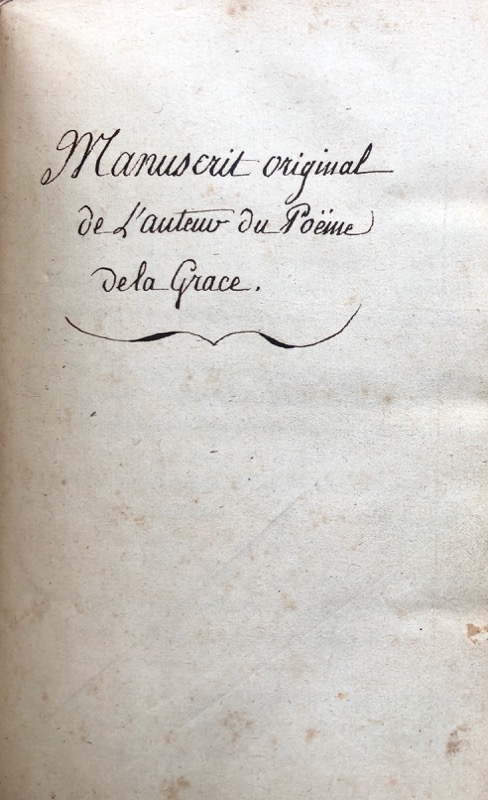 Manuscrit original
de L'auteur du Poëme
dela Grace.